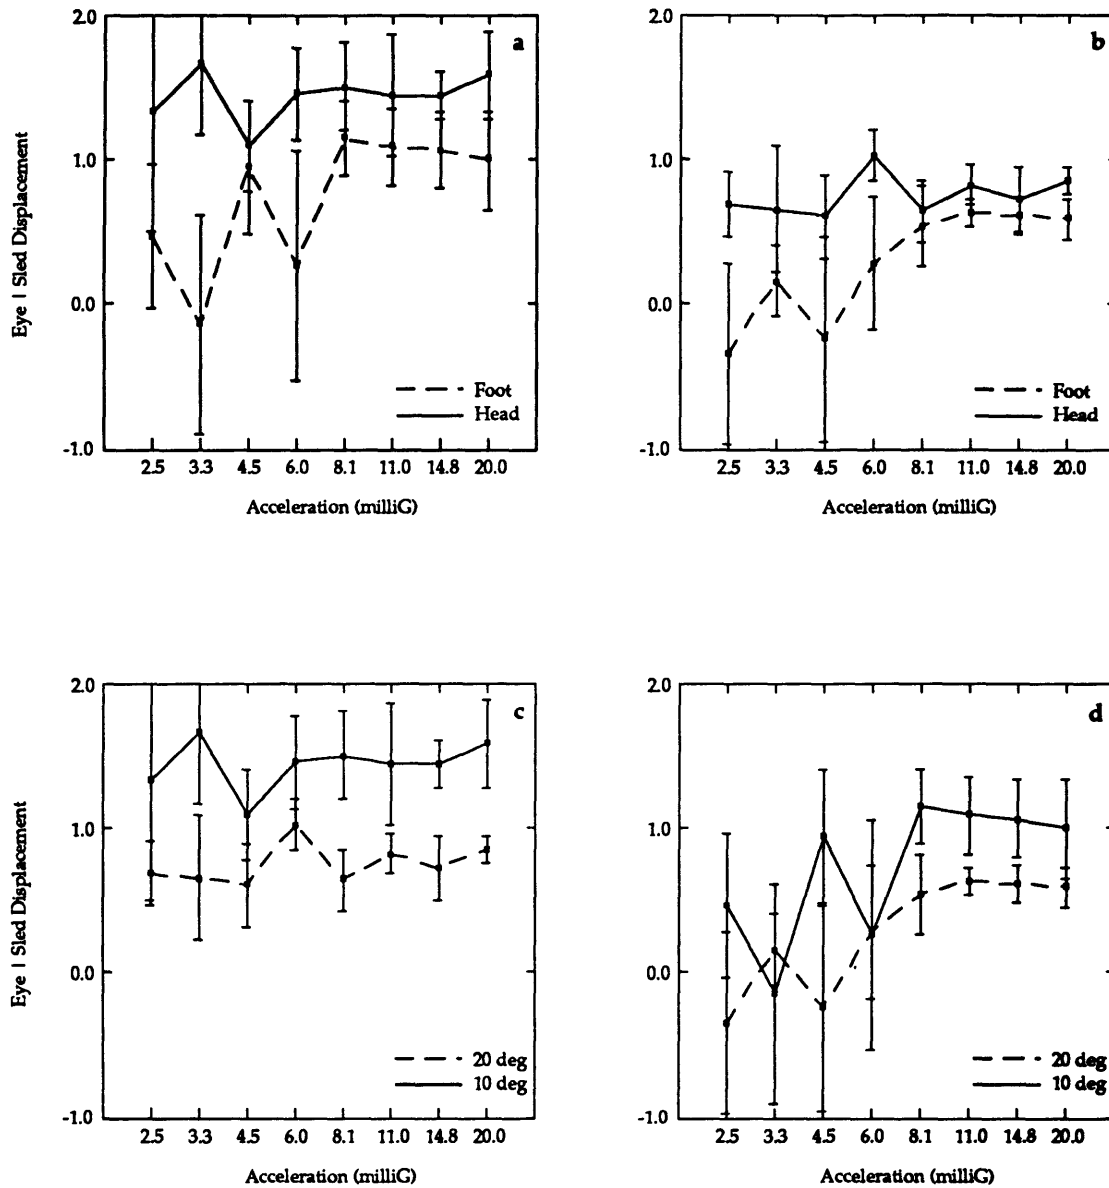 2.0
a
1.0
Eye | Sled Displacement
0.0
Foot
Head
-1.0
2.5 3.3 4.5 6.0 8.1 11.0 14.8 20.0
Acceleration (milliG)
2.0
b
1.0
0.0
Foot
Head
-1.0
2.5 3.3 4.5 6.0 8.1 11.0 14.8 20.0
Acceleration (milliG)
2.0
c
1.0
Eye | Sled Displacement
0.0
20 deg
10 deg
-1.0
2.5 3.3 4.5 6.0 8.1 11.0 14.8 20.0
Acceleration (milliG)
2.0
d
1.0
0.0
20 deg
10 deg
-1.0
2.5 3.3 4.5 6.0 8.1 11.0 14.8 20.0
Acceleration (milliG)